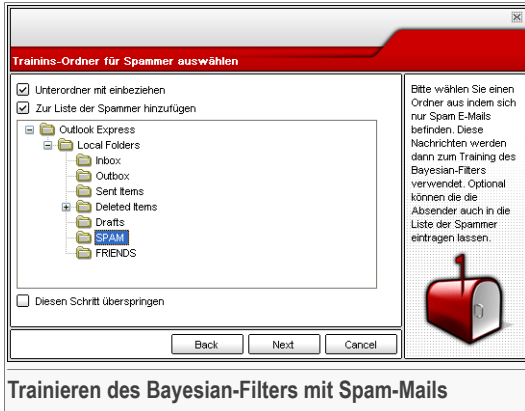 Trainins-Ordner für Spammer auswählen
Unterordner mit einbeziehen
Zur Liste der Spammer hinzufügen
Outlook Express
Local Folders
Inbox
Outbox
Sent Items
Deleted Items
Drafts
SPAM
FRIENDS
Diesen Schritt überspringen
Back
Next
Cancel
Bitte wählen Sie einen
Ordner aus indem sich
nur Spam E-Mails
befinden. Diese
Nachrichten werden
dann zum Training des
Bayesian-Filters
verwendet. Optional
können die die
Absender auch in die
Liste der Spammer
eintragen lassen.
Trainieren des Bayesian-Filters mit Spam-Mails